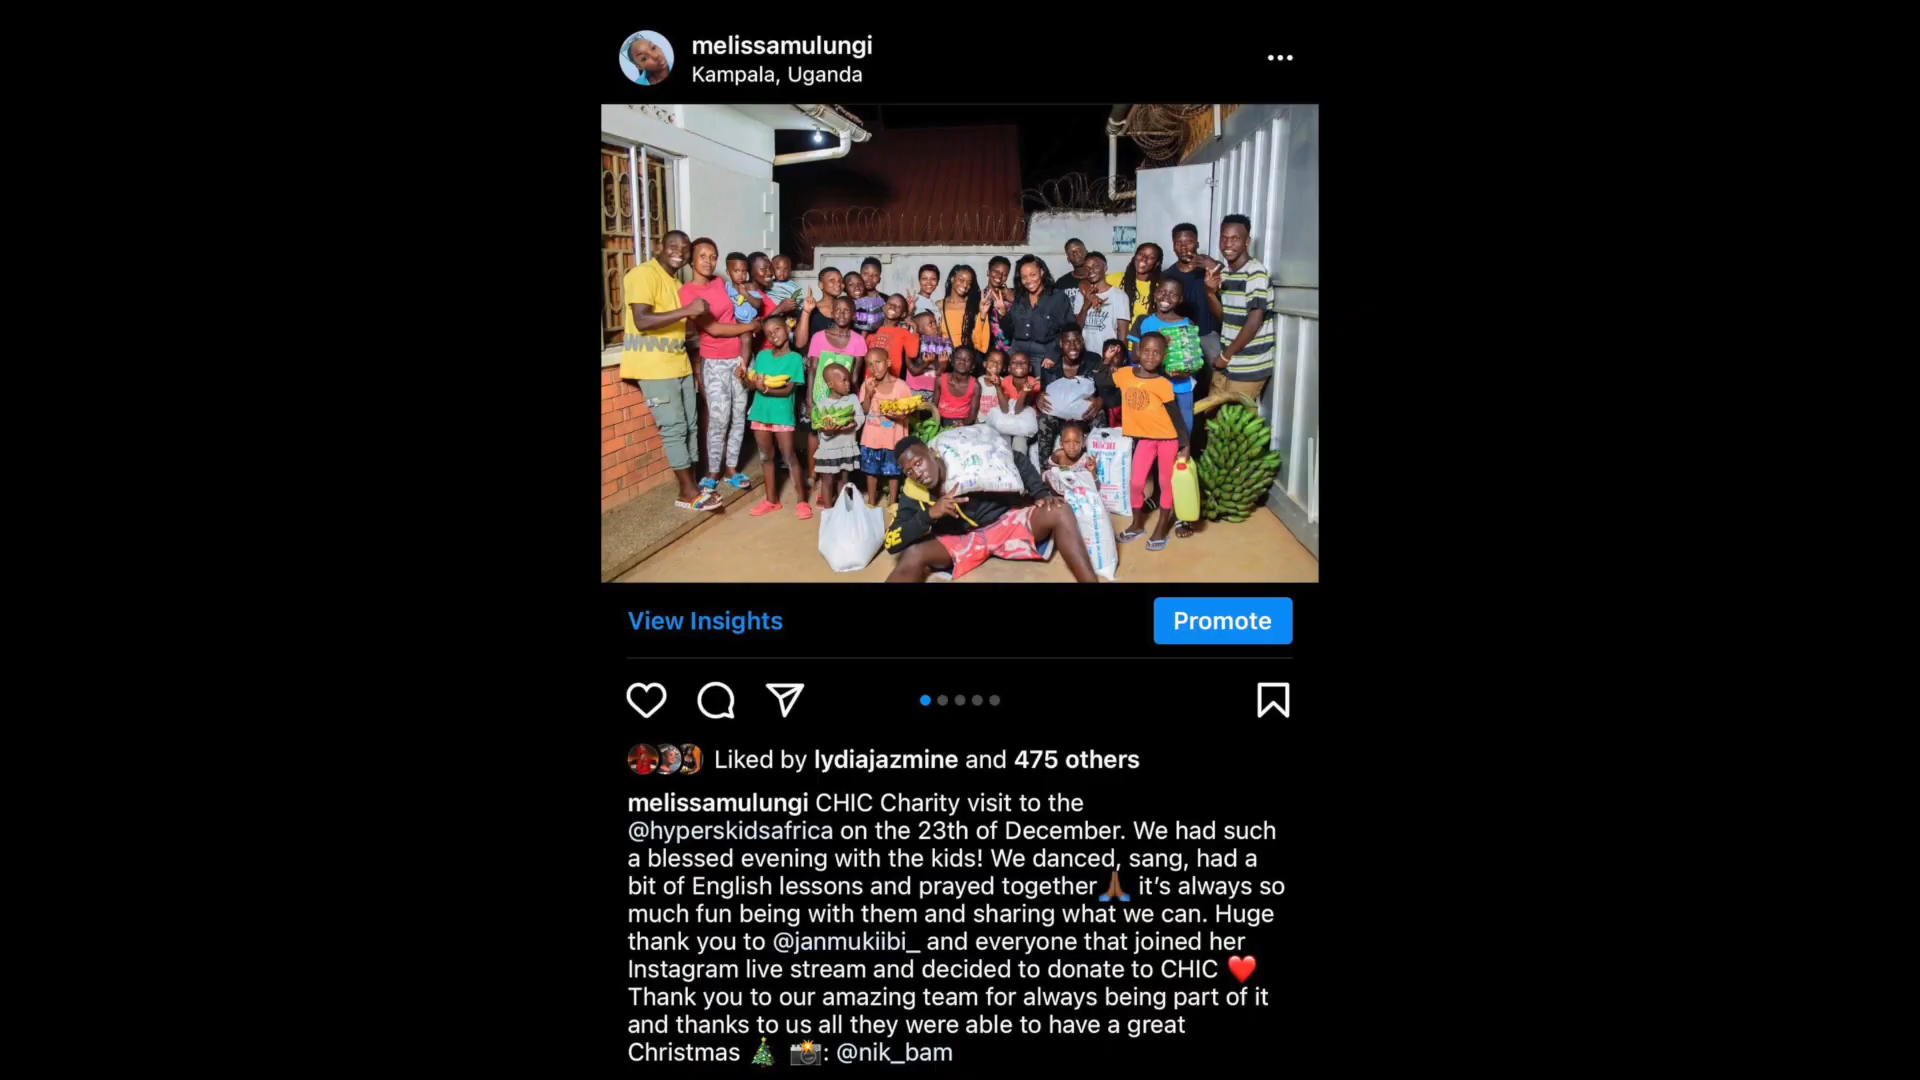 melissamulungi
Kampala, Uganda
View Insights
Promote
Liked by lydiajazmine and 475 others
melissamulungi CHIC Charity visit to the
@hyperskidsafrica on the 23th of December. We had such
a blessed evening with the kids! We danced, sang, had a
bit of English lessons and prayed together🙏🏾 it’s always so
much fun being with them and sharing what we can. Huge
thank you to @janmukiibi_ and everyone that joined her
Instagram live stream and decided to donate to CHIC ❤️
Thank you to our amazing team for always being part of it
and thanks to us all they were able to have a great
Christmas 🎄 📸: @nik_bam